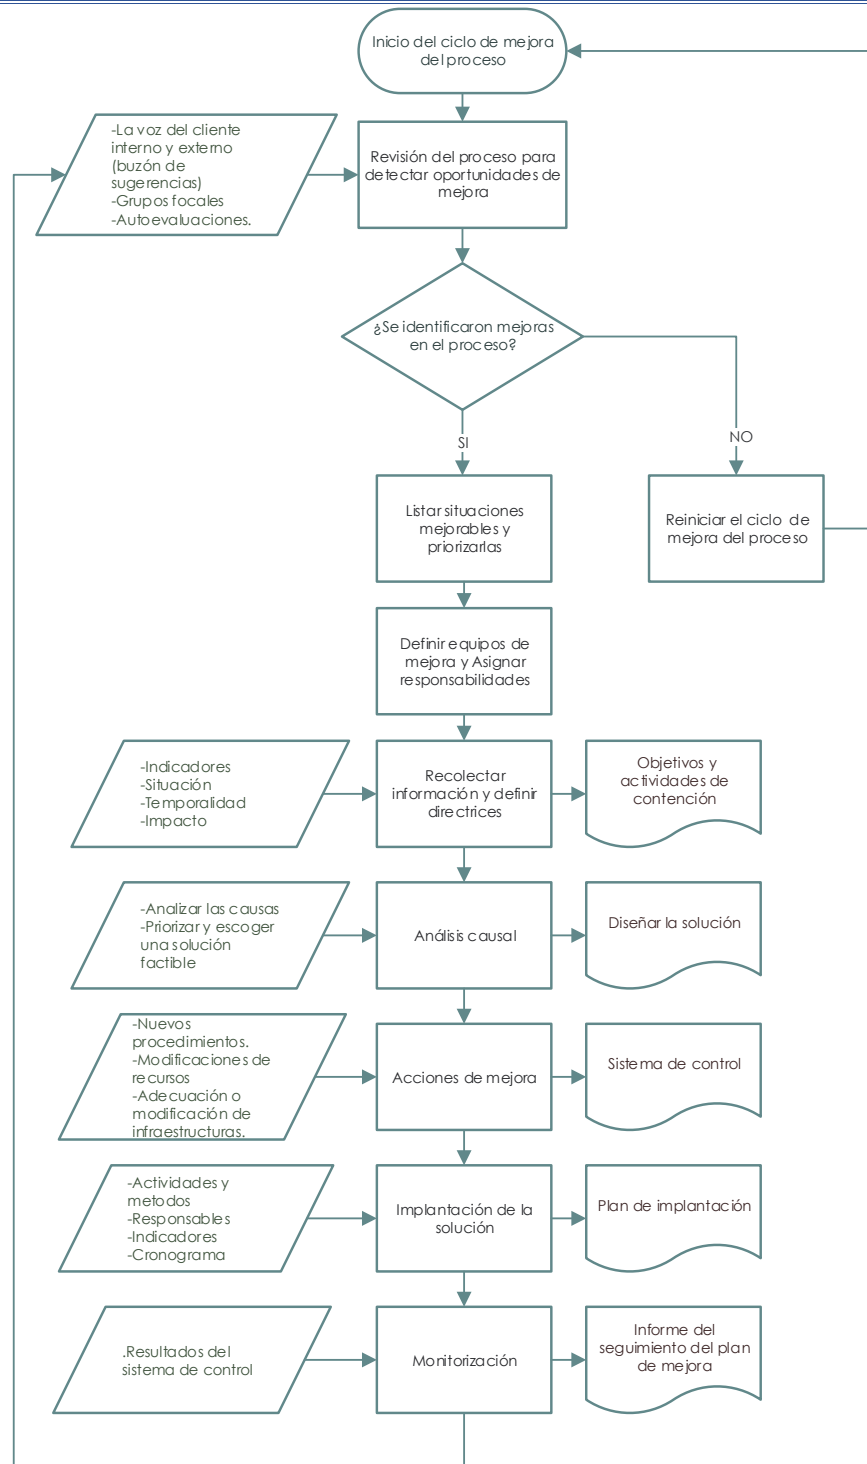 Inicio del ciclo de mejora
del proceso
-La voz del cliente
interno y externo
(buzón de
sugerencias)
-Grupos focales
-Autoevaluaciones.
Revisión del proceso para
detectar oportunidades de
mejora
¿Se identificaron mejoras
en el proceso?
SI
NO
Listar situaciones
mejorables y
priorizarlas
Reiniciar el ciclo de
mejora del proceso
Definir equipos de
mejora y Asignar
responsabilidades
-Indicadores
-Situación
-Temporalidad
-Impacto
Recolectar
información y definir
directrices
Objetivos y
actividades de
contención
-Analizar las causas
-Priorizar y escoger
una solución
factible
Análisis causal
Diseñar la solución
-Nuevos
procedimientos.
-Modificaciones de
recursos
-Adecuación o
modificación de
infraestructuras.
Acciones de mejora
Sistema de control
-Actividades y
metodos
-Responsables
-Indicadores
-Cronograma
Implantación de la
solución
Plan de implantación
.Resultados del
sistema de control
Monitorización
Informe del
seguimiento del plan
de mejora